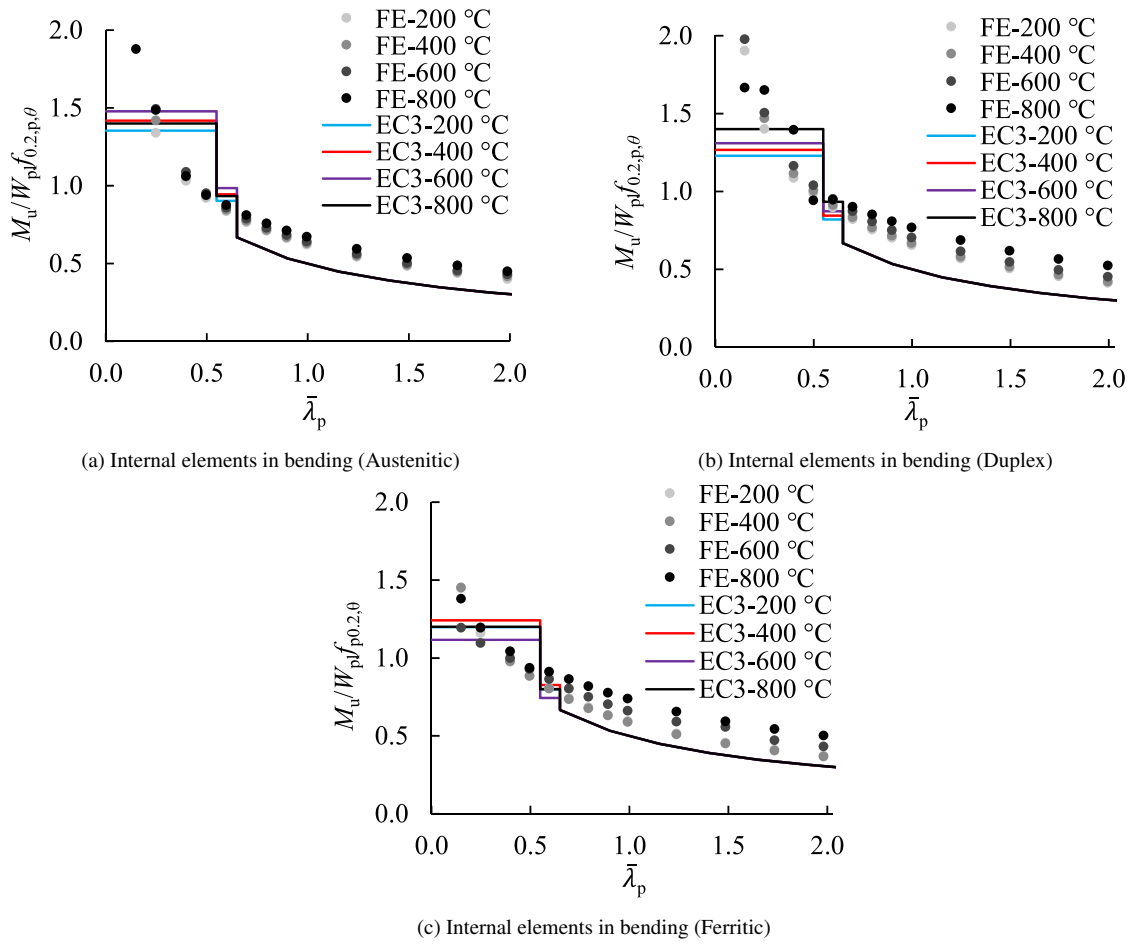 2.0
1.5
1.0
0.5
0.0
M_u/W_pl f_0.2,p,θ
0.0 0.5 1.0 1.5 2.0
λ̄_p
FE-200 °C
FE-400 °C
FE-600 °C
FE-800 °C
EC3-200 °C
EC3-400 °C
EC3-600 °C
EC3-800 °C
(a) Internal elements in bending (Austenitic)
2.0
1.5
1.0
0.5
0.0
M_u/W_pl f_0.2,p,θ
0.0 0.5 1.0 1.5 2.0
λ̄_p
FE-200 °C
FE-400 °C
FE-600 °C
FE-800 °C
EC3-200 °C
EC3-400 °C
EC3-600 °C
EC3-800 °C
(b) Internal elements in bending (Duplex)
2.0
1.5
1.0
0.5
0.0
M_u/W_pl f_p0.2,θ
0.0 0.5 1.0 1.5 2.0
λ̄_p
FE-200 °C
FE-400 °C
FE-600 °C
FE-800 °C
EC3-200 °C
EC3-400 °C
EC3-600 °C
EC3-800 °C
(c) Internal elements in bending (Ferritic)